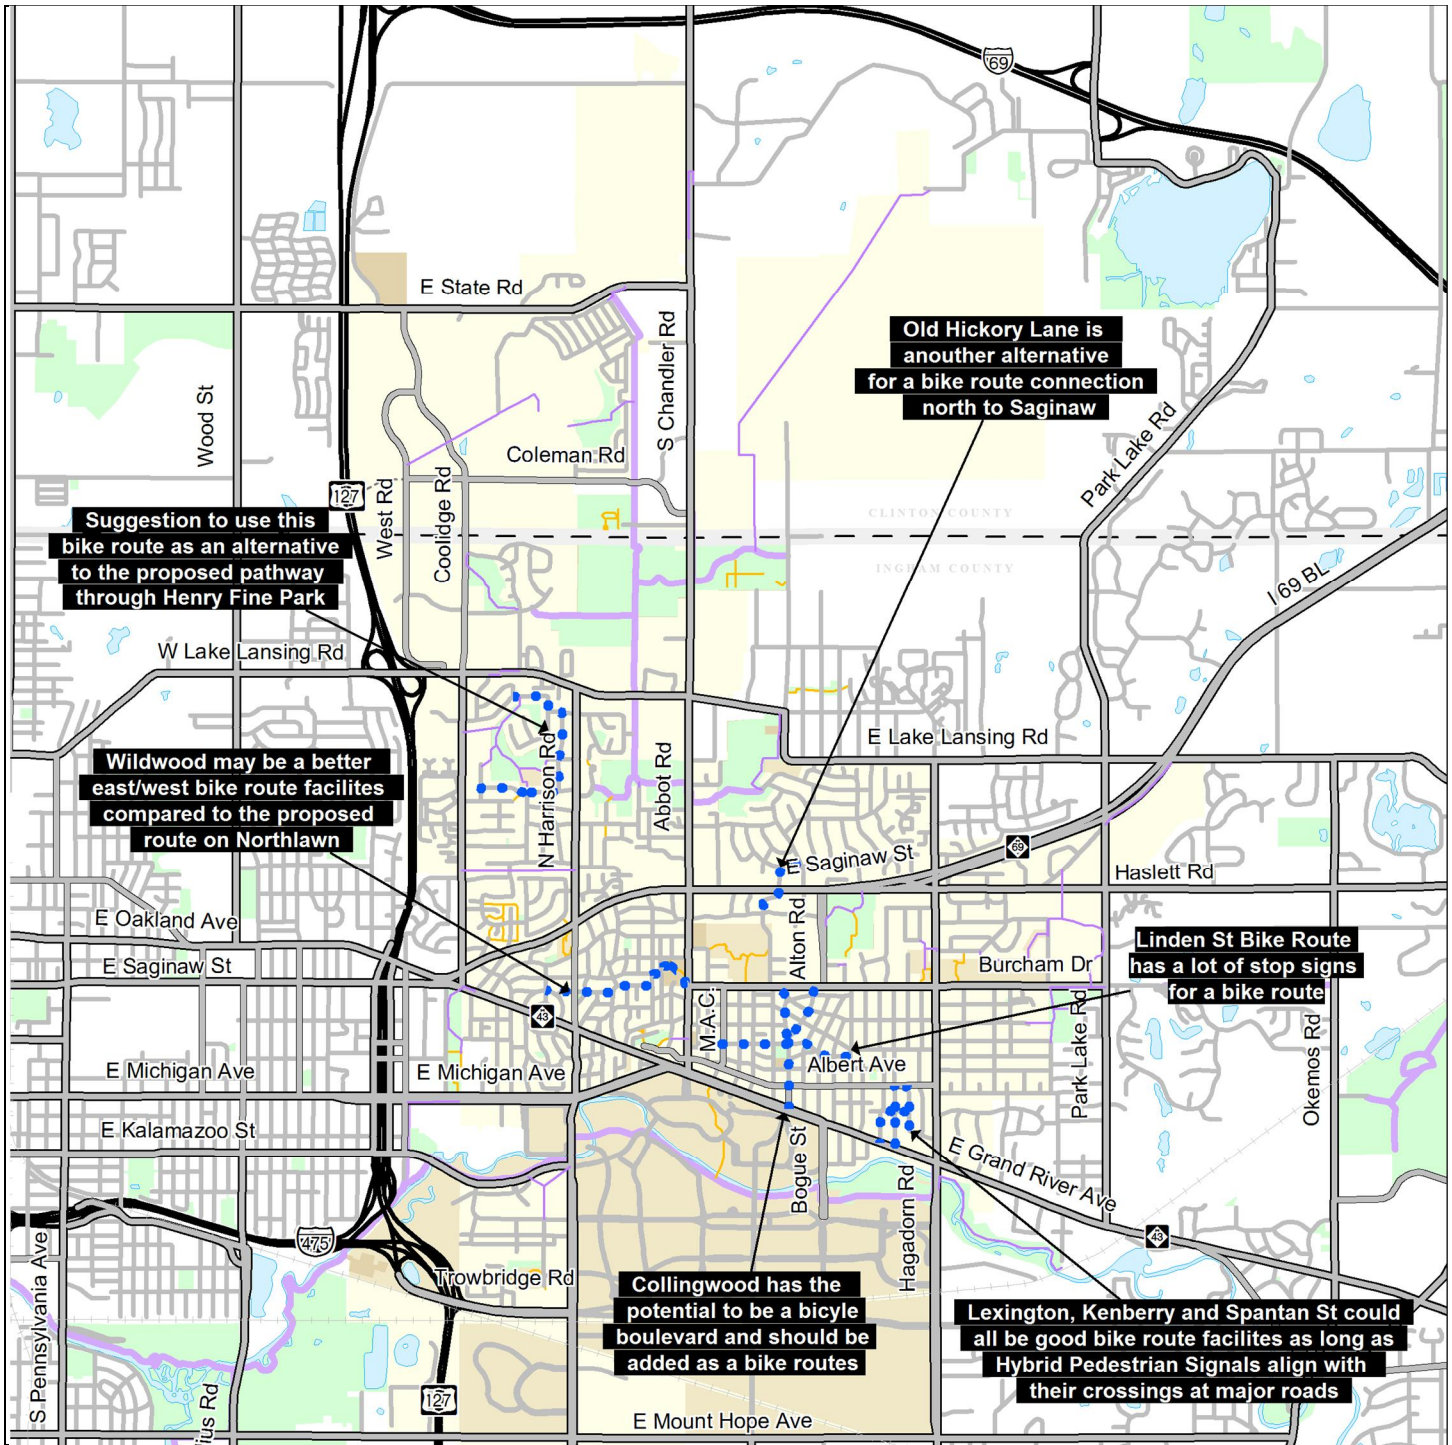 69
E State Rd
Old Hickory Lane is
anouther alternative
for a bike route connection
north to Saginaw
S Chandler Rd
Wood St
Park Lake Rd
Coleman Rd
127
West Rd
Coolidge Rd
CLINTON COUNTY
INGHAM COUNTY
Suggestion to use this
bike route as an alternative
to the proposed pathway
through Henry Fine Park
I 69 BL
W Lake Lansing Rd
E Lake Lansing Rd
Wildwood may be a better
east/west bike route facilites
compared to the proposed
route on Northlawn
N Harrison Rd
Abbot Rd
69
E Saginaw St
Haslett Rd
E Oakland Ave
Alton Rd
Linden St Bike Route
has a lot of stop signs
for a bike route
E Saginaw St
Burcham Dr
43
M.A.C.
Park Lake Rd
Okemos Rd
E Michigan Ave
E Michigan Ave
Albert Ave
E Kalamazoo St
Bogue St
Hagadorn Rd
E Grand River Ave
43
475
S Pennsylvania Ave
Trowbridge Rd
Collingwood has the
potential to be a bicyle
boulevard and should be
added as a bike routes
Lexington, Kenberry and Spantan St could
all be good bike route facilites as long as
Hybrid Pedestrian Signals align with
their crossings at major roads
127
ius Rd
E Mount Hope Ave